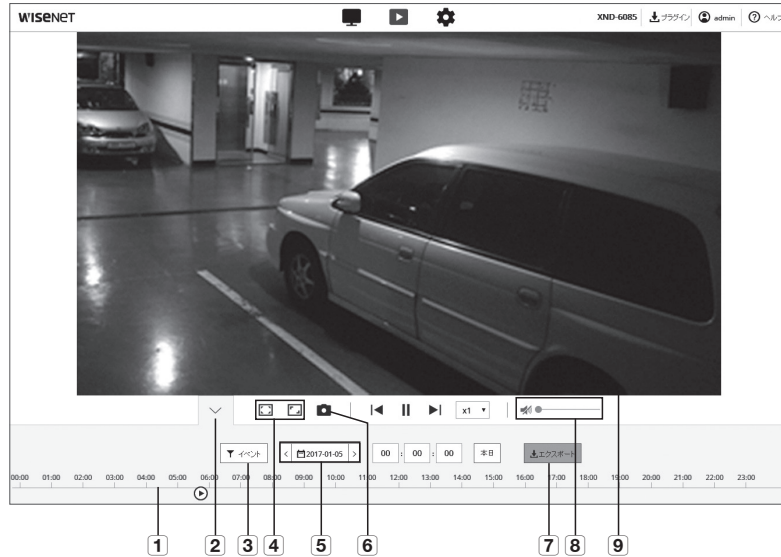 WISENET
XND-6085 プラグイン admin ? ヘルプ
x1
イベント < 2017-01-05 > 00 : 00 : 00 本日 エクスポート
00:00 01:00 02:00 03:00 04:00 05:00 06:00 07:00 08:00 09:00 10:00 11:00 12:00 13:00 14:00 15:00 16:00 17:00 18:00 19:00 20:00 21:00 22:00 23:00
1 2 3 4 5 6 7 8 9